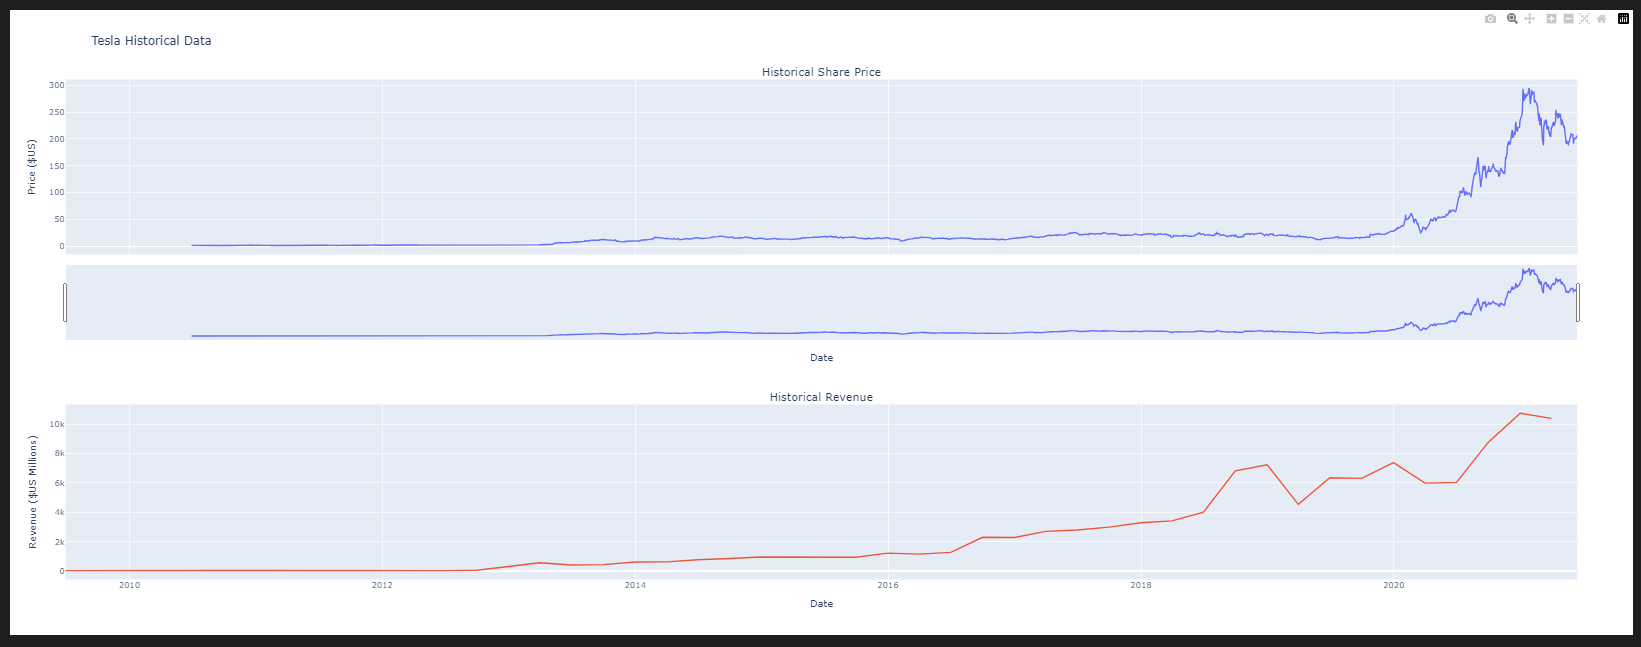 Tesla Historical Data
Historical Share Price
Price ($US)
300
250
200
150
100
50
0
Date
Historical Revenue
Revenue ($US Millions)
10k
8k
6k
4k
2k
0
2010 2012 2014 2016 2018 2020
Date